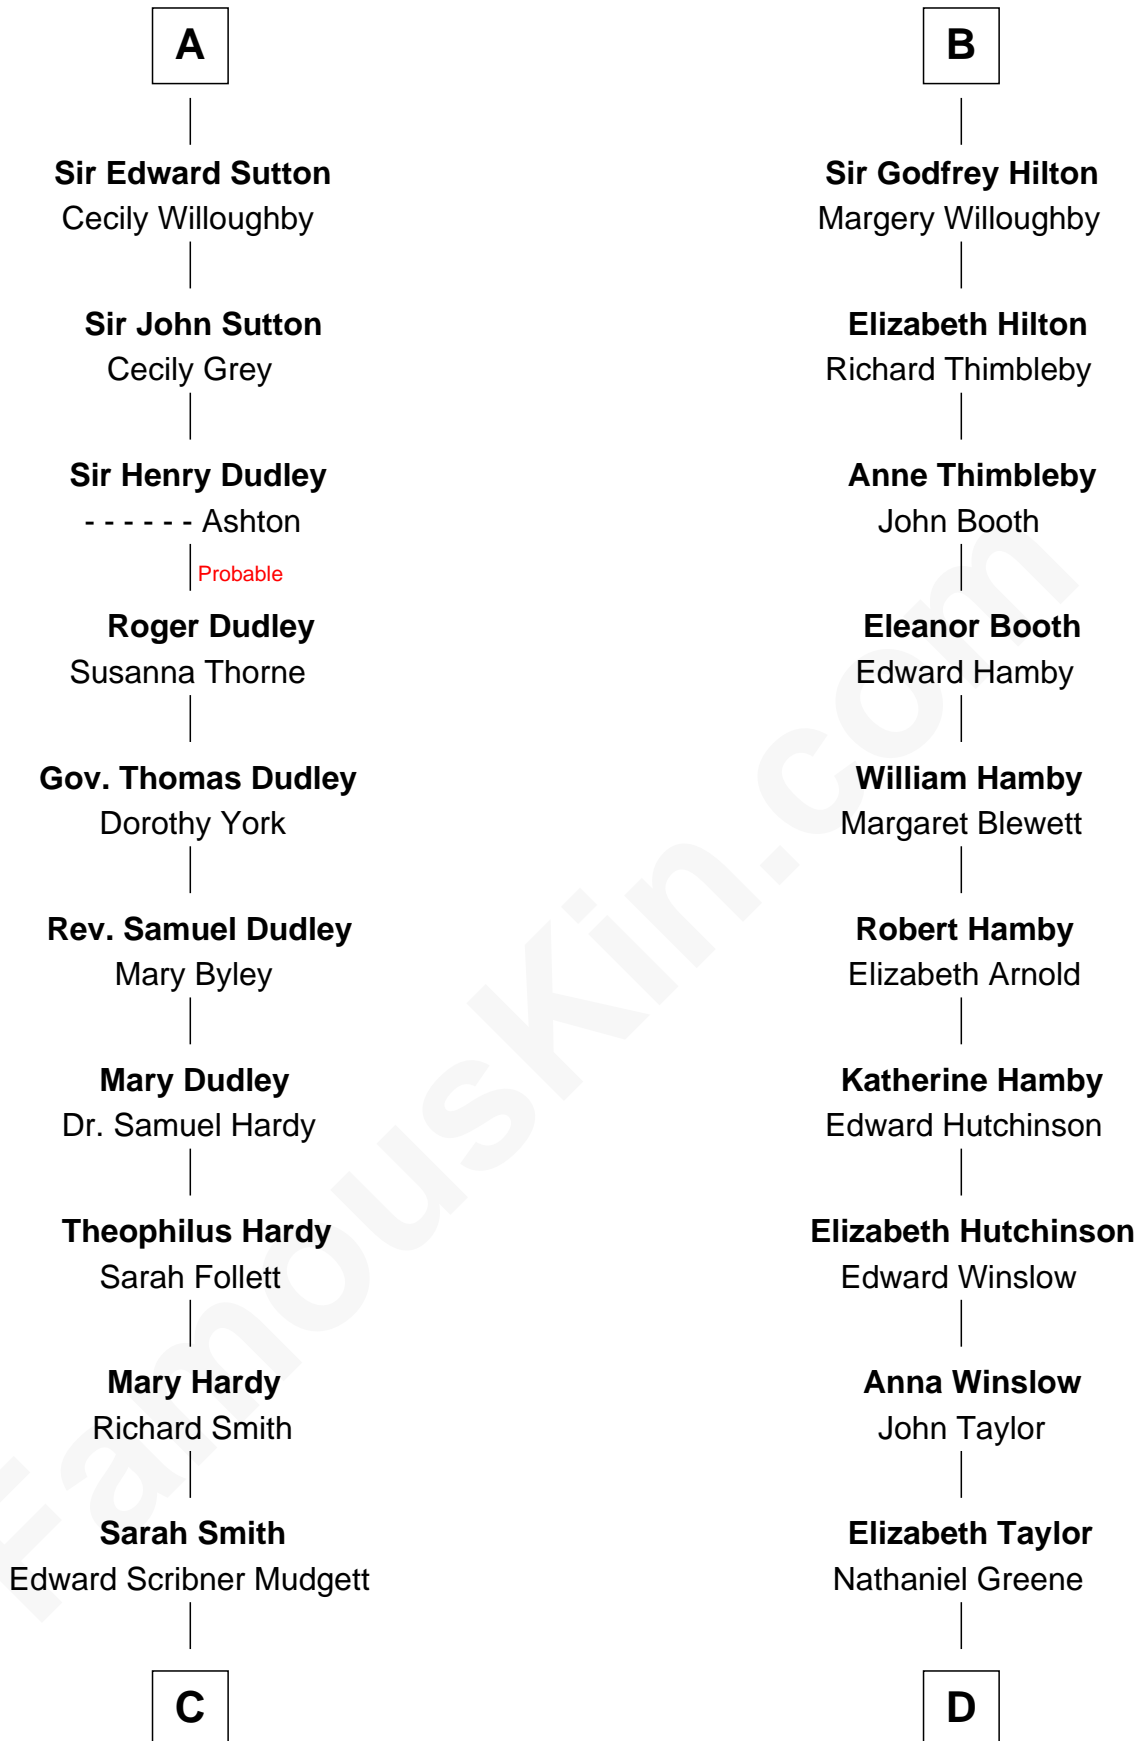 A
Sir Edward Sutton
Cecily Willoughby
Sir John Sutton
Cecily Grey
Sir Henry Dudley
- - - - - - Ashton
Probable
Roger Dudley
Susanna Thorne
Gov. Thomas Dudley
Dorothy York
Rev. Samuel Dudley
Mary Byley
Mary Dudley
Dr. Samuel Hardy
Theophilus Hardy
Sarah Follett
Mary Hardy
Richard Smith
Sarah Smith
Edward Scribner Mudgett
C
B
Sir Godfrey Hilton
Margery Willoughby
Elizabeth Hilton
Richard Thimbleby
Anne Thimbleby
John Booth
Eleanor Booth
Edward Hamby
William Hamby
Margaret Blewett
Robert Hamby
Elizabeth Arnold
Katherine Hamby
Edward Hutchinson
Elizabeth Hutchinson
Edward Winslow
Anna Winslow
John Taylor
Elizabeth Taylor
Nathaniel Greene
D
FamousKin.com